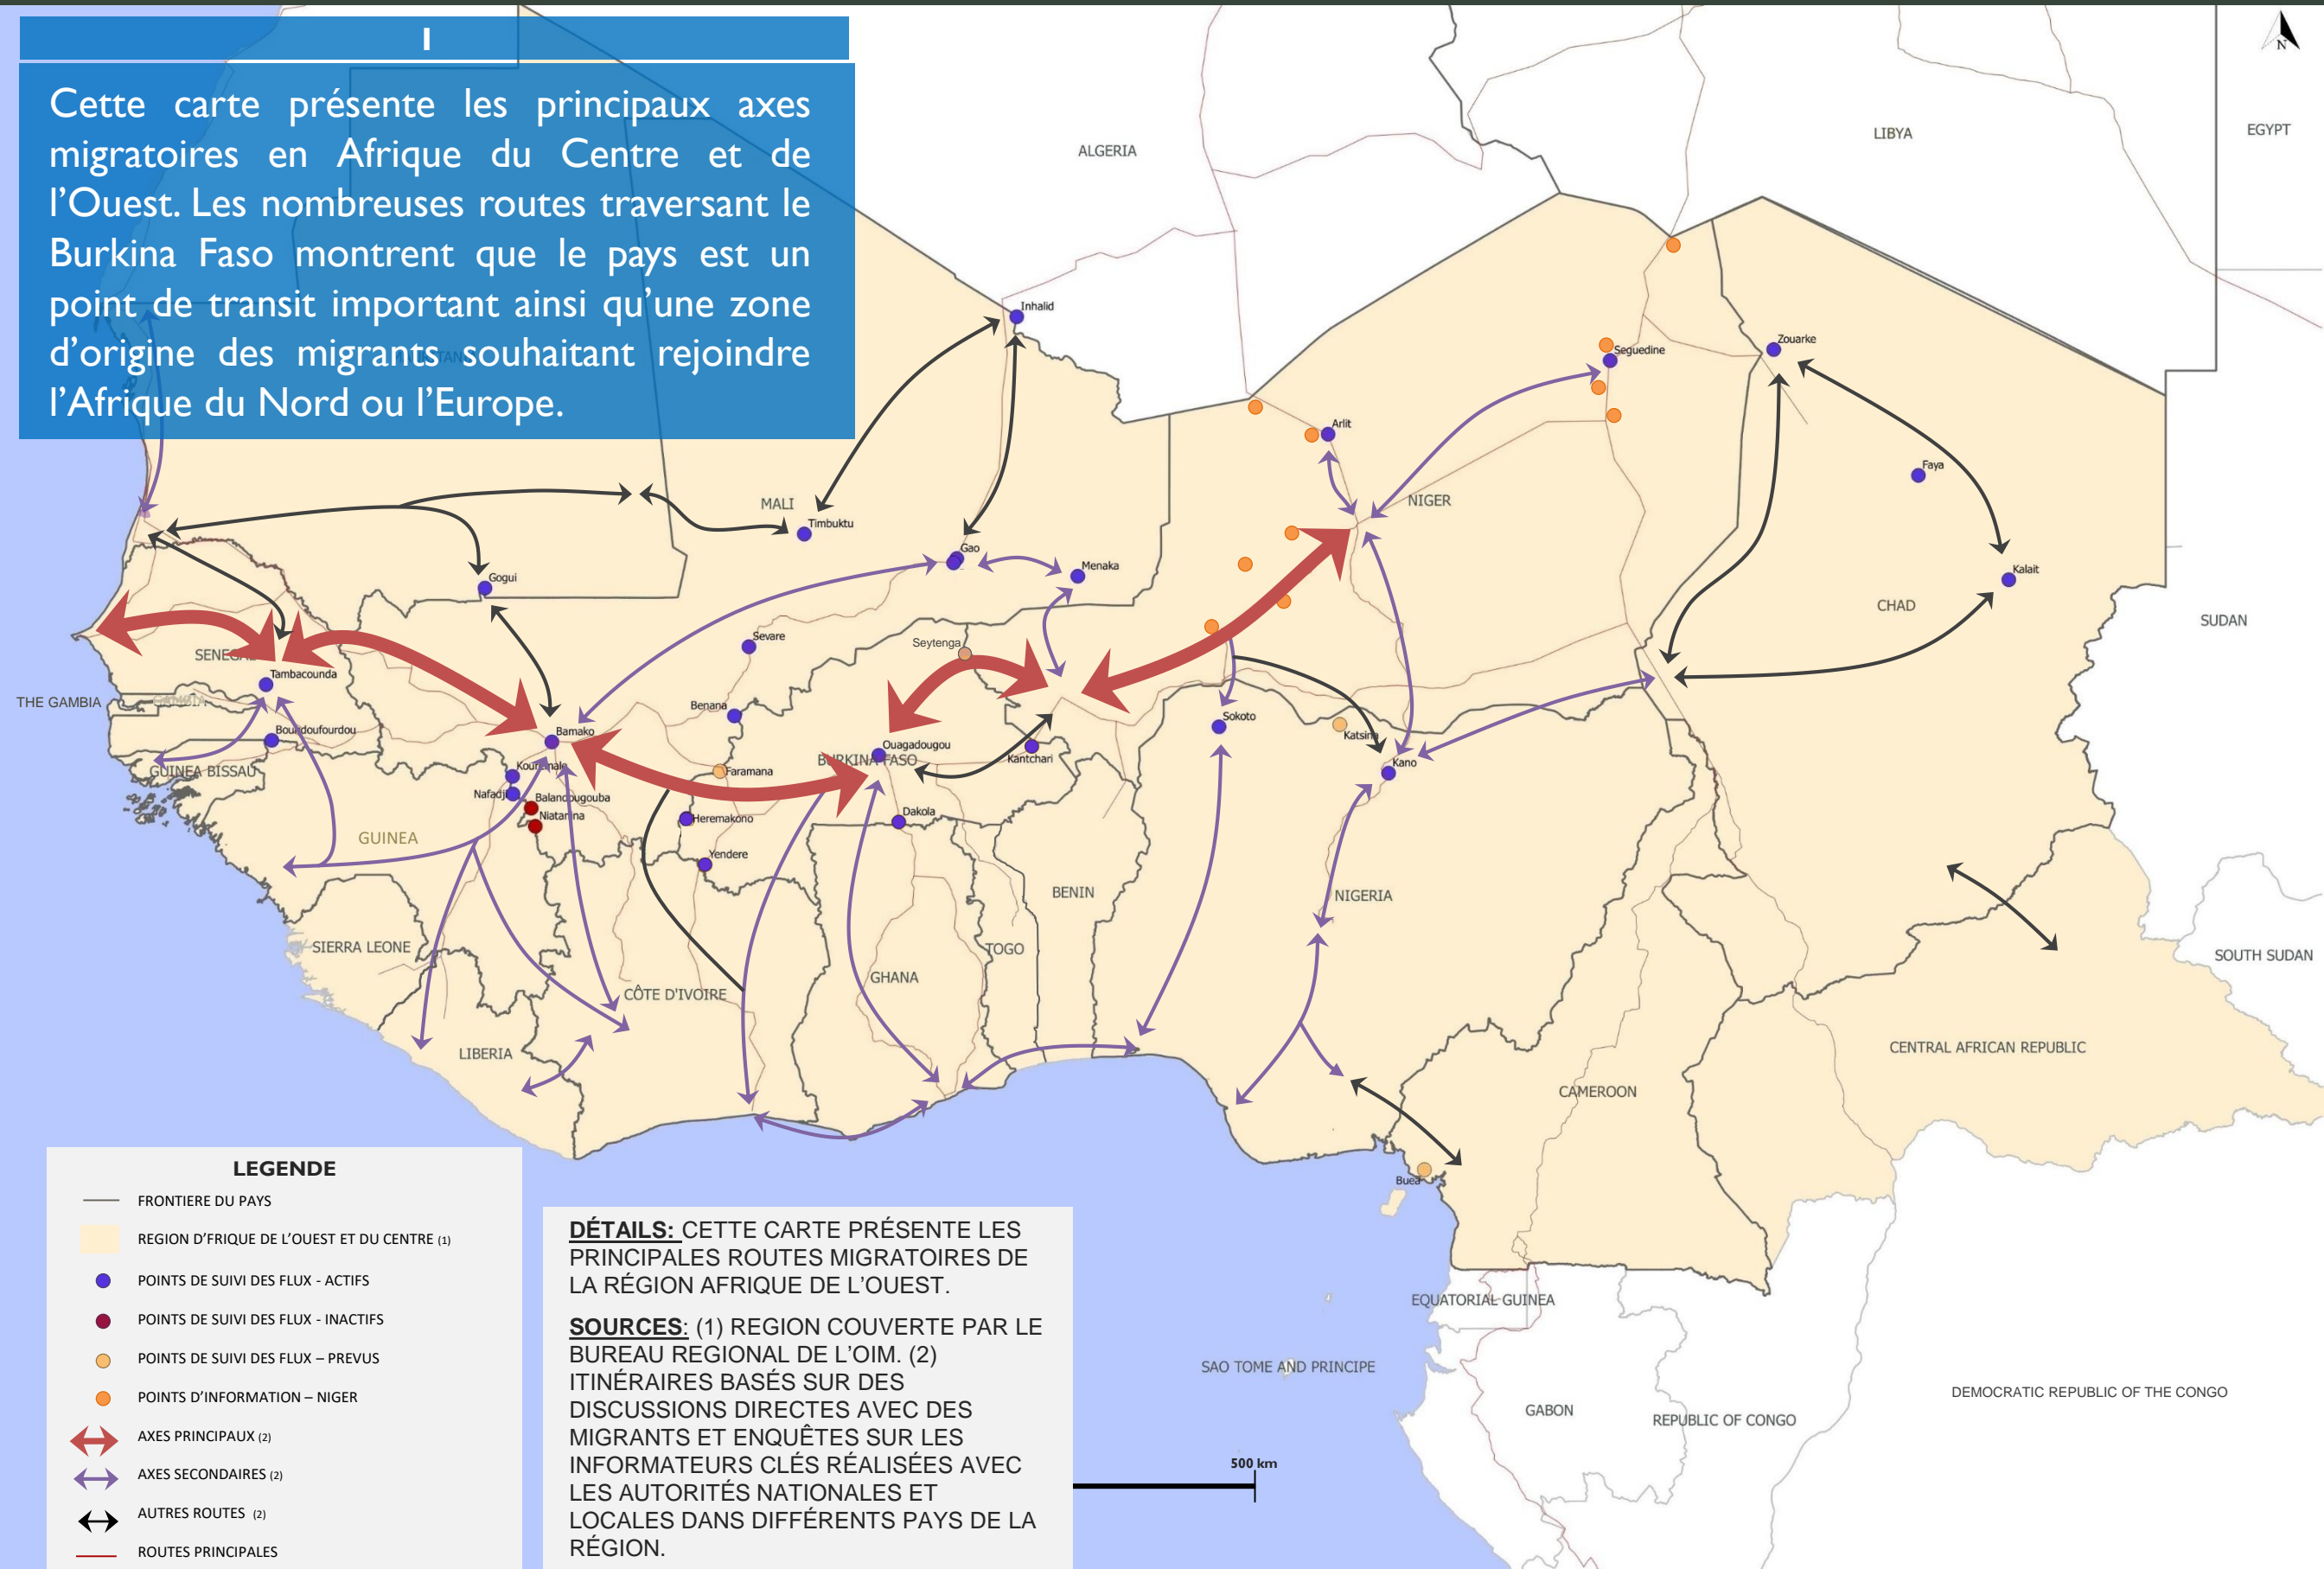 I
Cette carte présente les principaux axes
migratoires en Afrique du Centre et de
l'Ouest. Les nombreuses routes traversant le
Burkina Faso montrent que le pays est un
point de transit important ainsi qu'une zone
d'origine des migrants souhaitant rejoindre
l'Afrique du Nord ou l'Europe.
N
ALGERIA
LIBYA
EGYPT
Inhalid
Zouarke
Seguedine
Arlit
Faya
MALI
NIGER
Timbuktu
Gao
Menaka
Gogui
Kalait
CHAD
SUDAN
Sevare
Seytenga
SENEGAL
Tambacounda
THE GAMBIA
GAMBIA
Benana
Sokoto
Katsina
Boundoufourdou
Bamako
Ouagadougou
BURKINA FASO
Kantchari
GUINEA BISSAU
Kouremale
Faramana
Kano
Nafadji
Balandougouba
Niatanina
Heremakono
Dakola
GUINEA
Yendere
BENIN
NIGERIA
SIERRA LEONE
TOGO
SOUTH SUDAN
CÔTE D'IVOIRE
GHANA
LIBERIA
CENTRAL AFRICAN REPUBLIC
CAMEROON
Buea
EQUATORIAL GUINEA
SAO TOME AND PRINCIPE
GABON
REPUBLIC OF CONGO
DEMOCRATIC REPUBLIC OF THE CONGO
500 km
LEGENDE
FRONTIERE DU PAYS
REGION D'FRIQUE DE L'OUEST ET DU CENTRE (1)
POINTS DE SUIVI DES FLUX - ACTIFS
POINTS DE SUIVI DES FLUX - INACTIFS
POINTS DE SUIVI DES FLUX – PREVUS
POINTS D'INFORMATION – NIGER
AXES PRINCIPAUX (2)
AXES SECONDAIRES (2)
AUTRES ROUTES (2)
ROUTES PRINCIPALES
DÉTAILS: CETTE CARTE PRÉSENTE LES
PRINCIPALES ROUTES MIGRATOIRES DE
LA RÉGION AFRIQUE DE L'OUEST.
SOURCES: (1) REGION COUVERTE PAR LE
BUREAU REGIONAL DE L'OIM. (2)
ITINÉRAIRES BASÉS SUR DES
DISCUSSIONS DIRECTES AVEC DES
MIGRANTS ET ENQUÊTES SUR LES
INFORMATEURS CLÉS RÉALISÉES AVEC
LES AUTORITÉS NATIONALES ET
LOCALES DANS DIFFÉRENTS PAYS DE LA
RÉGION.